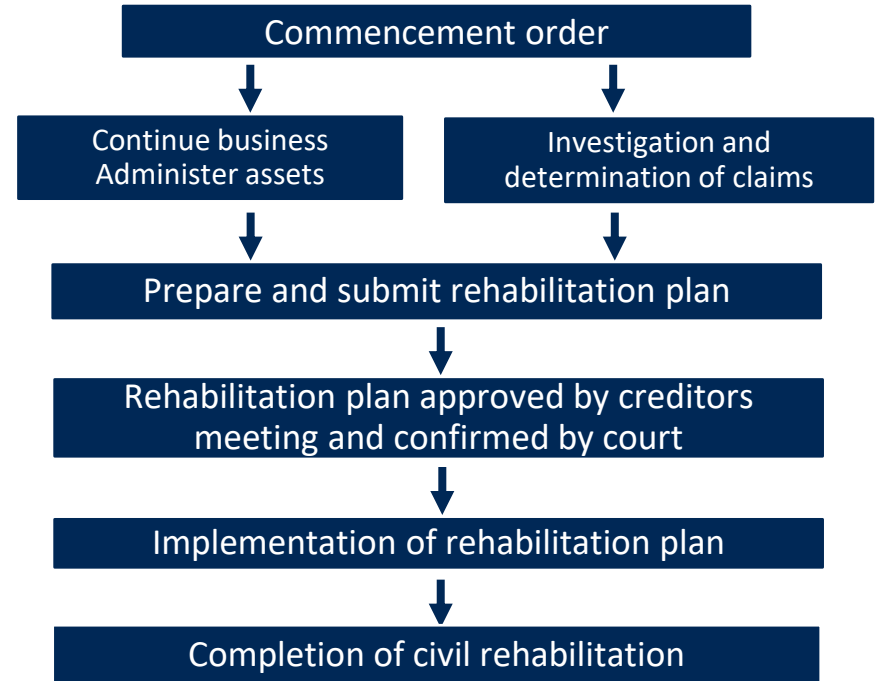 Commencement order
Continue business
Administer assets
Investigation and
determination of claims
Prepare and submit rehabilitation plan
Rehabilitation plan approved by creditors
meeting and confirmed by court
Implementation of rehabilitation plan
Completion of civil rehabilitation